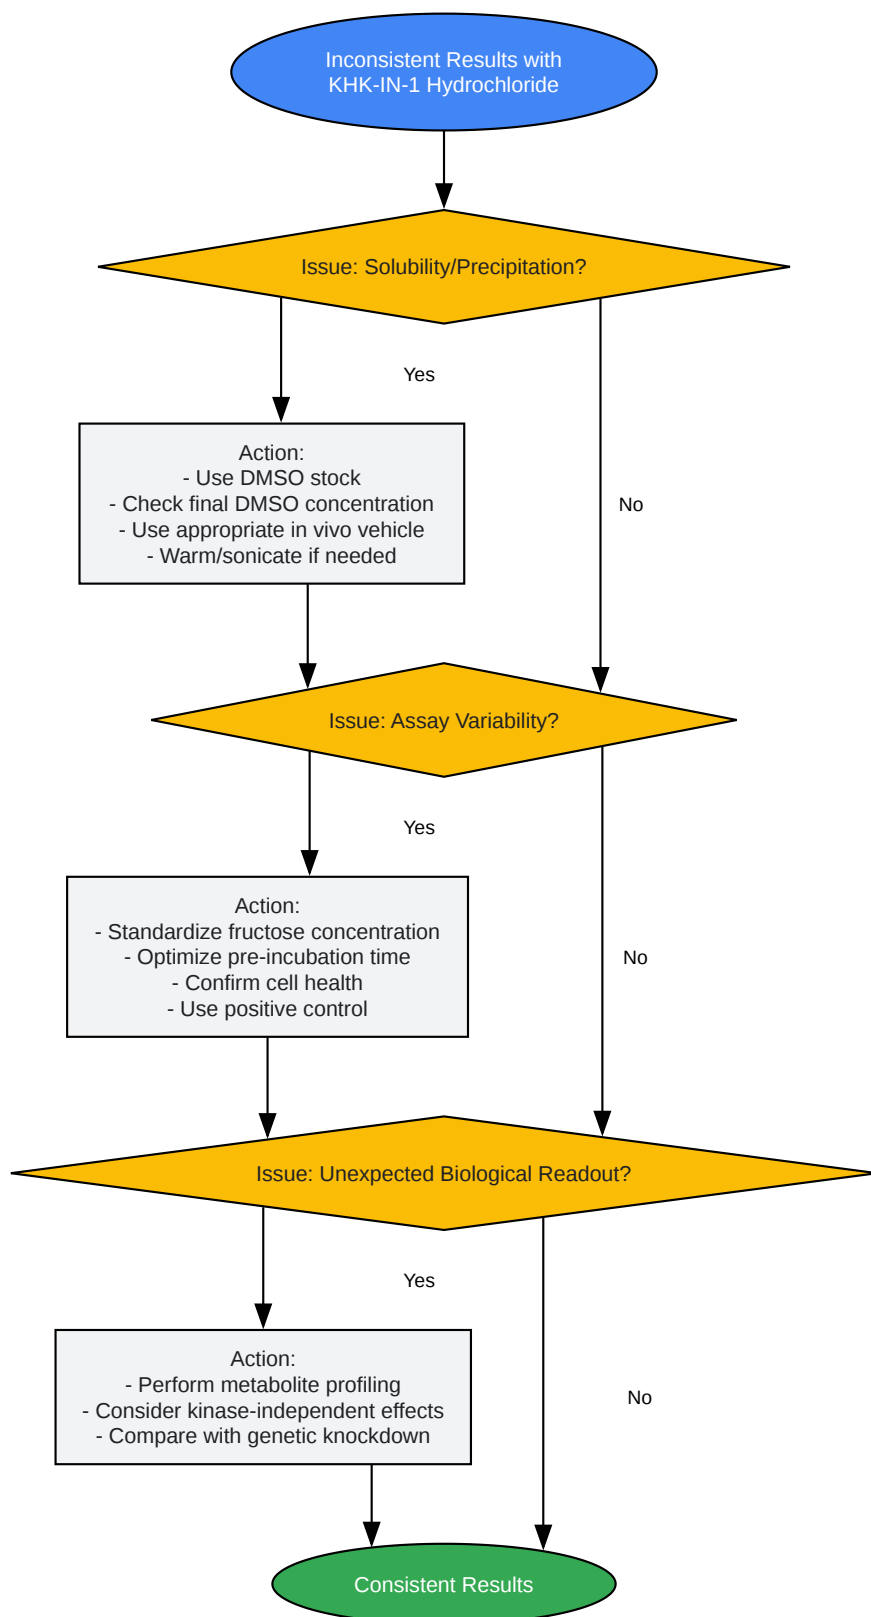 Inconsistent Results with
KHK-IN-1 Hydrochloride
Issue: Solubility/Precipitation?
Yes
Action:
- Use DMSO stock
- Check final DMSO concentration
- Use appropriate in vivo vehicle
- Warm/sonicate if needed
No
Issue: Assay Variability?
Yes
Action:
- Standardize fructose concentration
- Optimize pre-incubation time
- Confirm cell health
- Use positive control
No
Issue: Unexpected Biological Readout?
Yes
Action:
- Perform metabolite profiling
- Consider kinase-independent effects
- Compare with genetic knockdown
No
Consistent Results